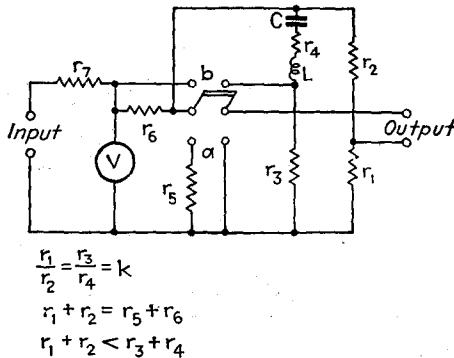 C
r₄
r₂
r₇
b
L
Input
r₆
Output
V
a
r₅
r₃
r₁
r₁/r₂ = r₃/r₄ = k
r₁ + r₂ = r₅ + r₆
r₁ + r₂ < r₃ + r₄